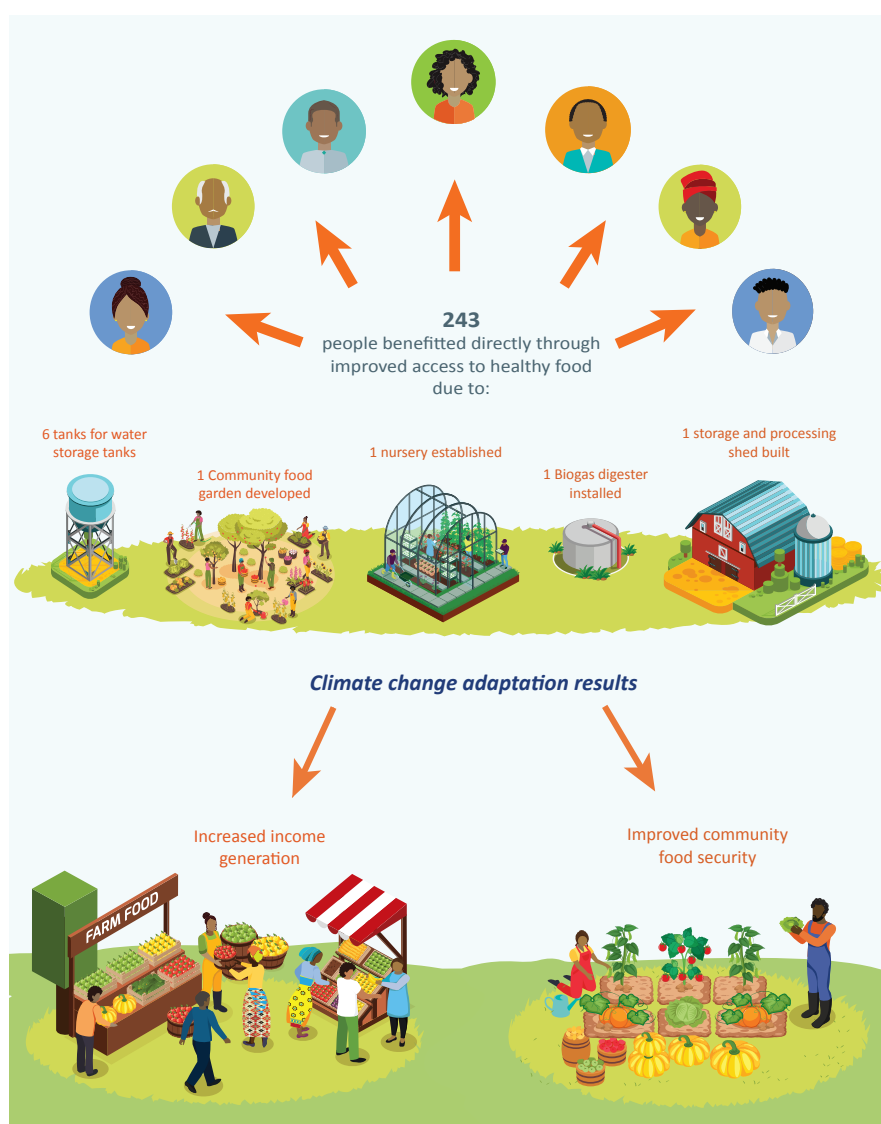 243
people benefitted directly through
improved access to healthy food
due to:
6 tanks for water
storage tanks
1 Community food
garden developed
1 nursery established
1 Biogas digester
installed
1 storage and processing
shed built
Climate change adaptation results
Increased income
generation
Improved community
food security
FARM FOOD